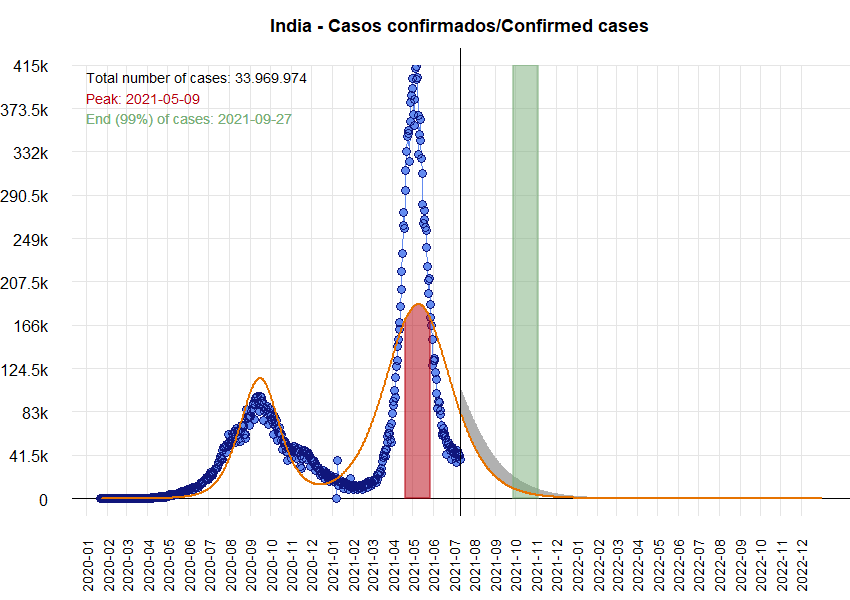 India - Casos confirmados/Confirmed cases
415k
373.5k
332k
290.5k
249k
207.5k
166k
124.5k
83k
41.5k
0
Total number of cases: 33.969.974
Peak: 2021-05-09
End (99%) of cases: 2021-09-27
2020-01
2020-02
2020-03
2020-04
2020-05
2020-06
2020-07
2020-08
2020-09
2020-10
2020-11
2020-12
2021-01
2021-02
2021-03
2021-04
2021-05
2021-06
2021-07
2021-08
2021-09
2021-10
2021-11
2021-12
2022-01
2022-02
2022-03
2022-04
2022-05
2022-06
2022-07
2022-08
2022-09
2022-10
2022-11
2022-12